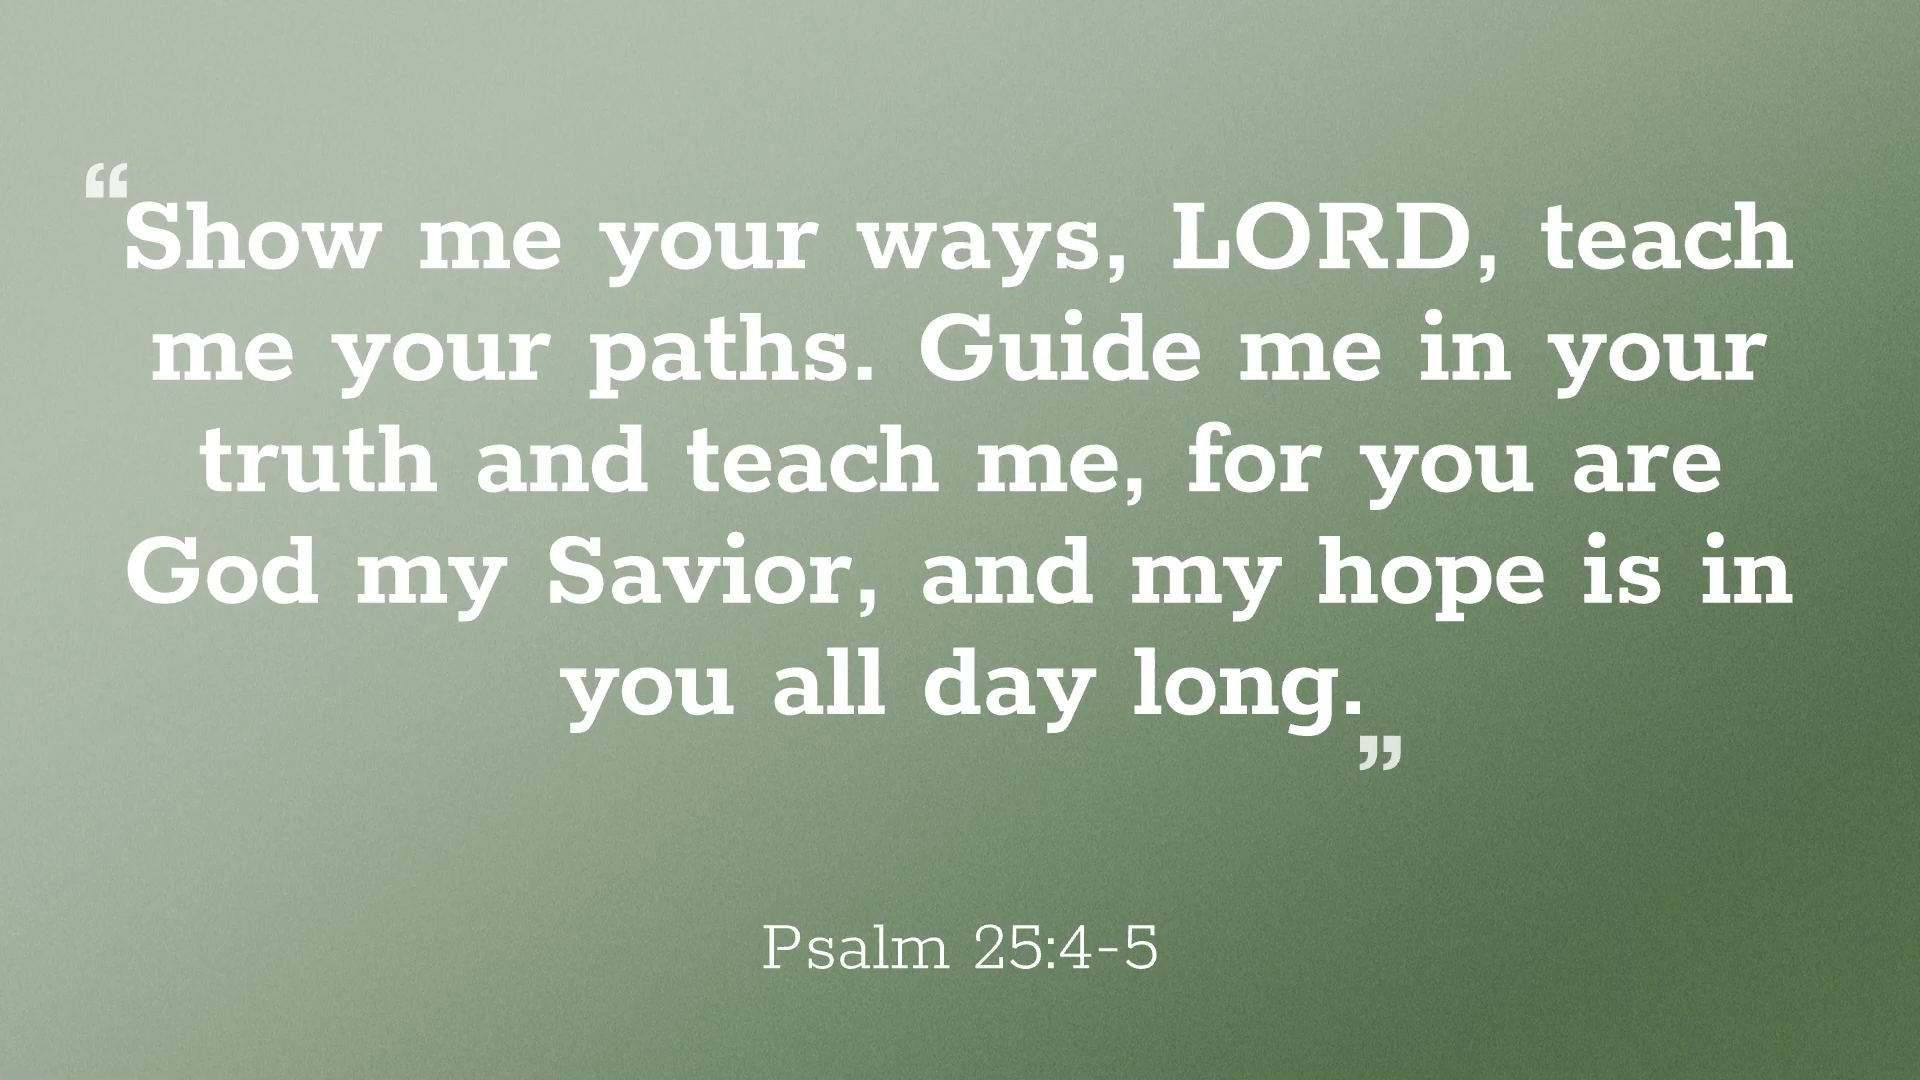 “Show me your ways, LORD, teach
me your paths. Guide me in your
truth and teach me, for you are
God my Savior, and my hope is in
you all day long.”
Psalm 25:4-5